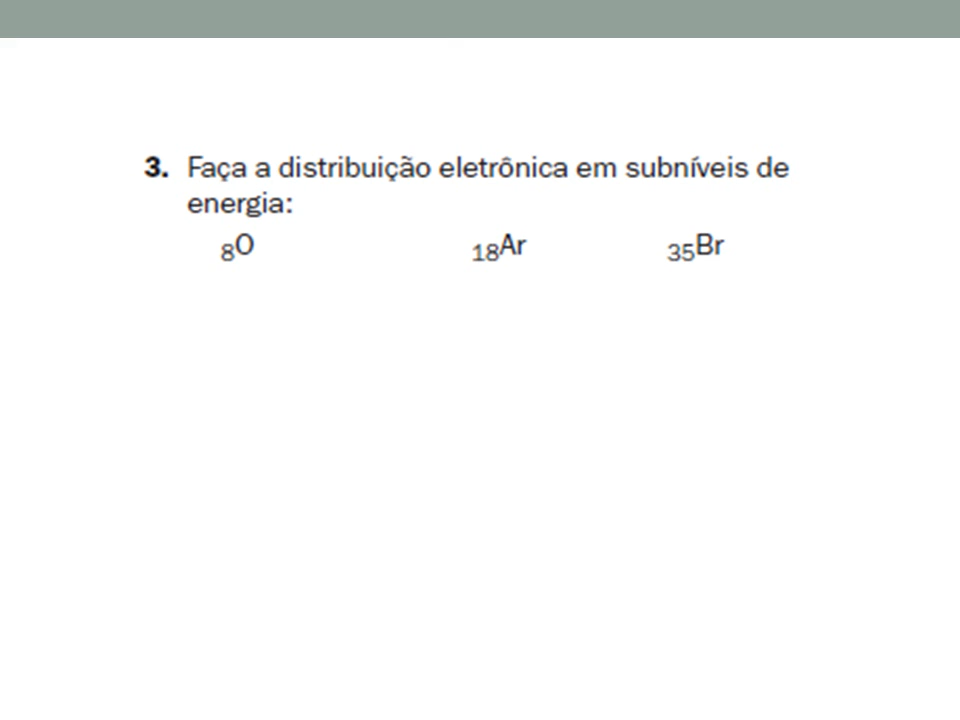 3. Faça a distribuição eletrônica em subníveis de
energia:
8O 18Ar 35Br